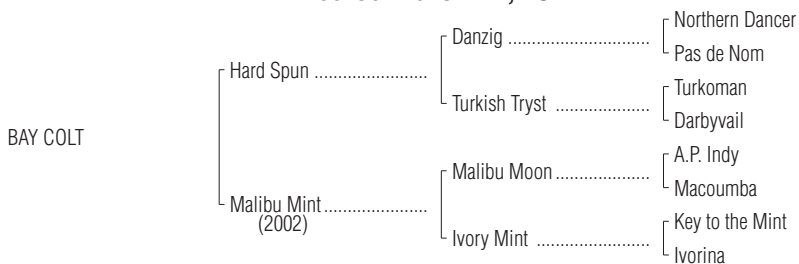 Northern Dancer
Danzig ..............................
Pas de Nom
Hard Spun ........................
Turkoman
Turkish Tryst ....................
Darbyvail
BAY COLT
A.P. Indy
Malibu Moon ....................
Macoumba
Malibu Mint ......................
(2002)
Key to the Mint
Ivory Mint ........................
Ivorina